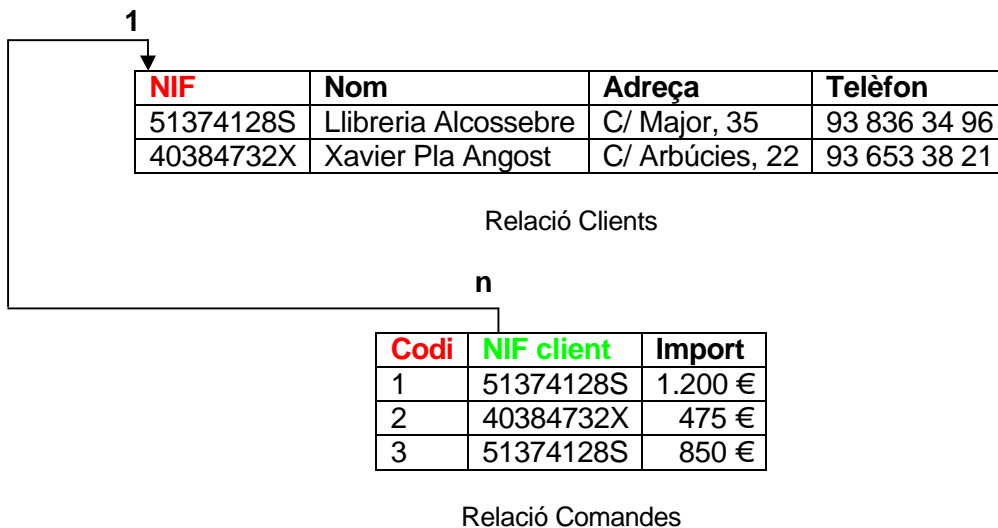 1
NIF Nom Adreça Telèfon
51374128S Llibreria Alcossebre C/ Major, 35 93 836 34 96
40384732X Xavier Pla Angost C/ Arbúcies, 22 93 653 38 21
Relació Clients
n
Codi NIF client Import
1 51374128S 1.200 €
2 40384732X 475 €
3 51374128S 850 €
Relació Comandes